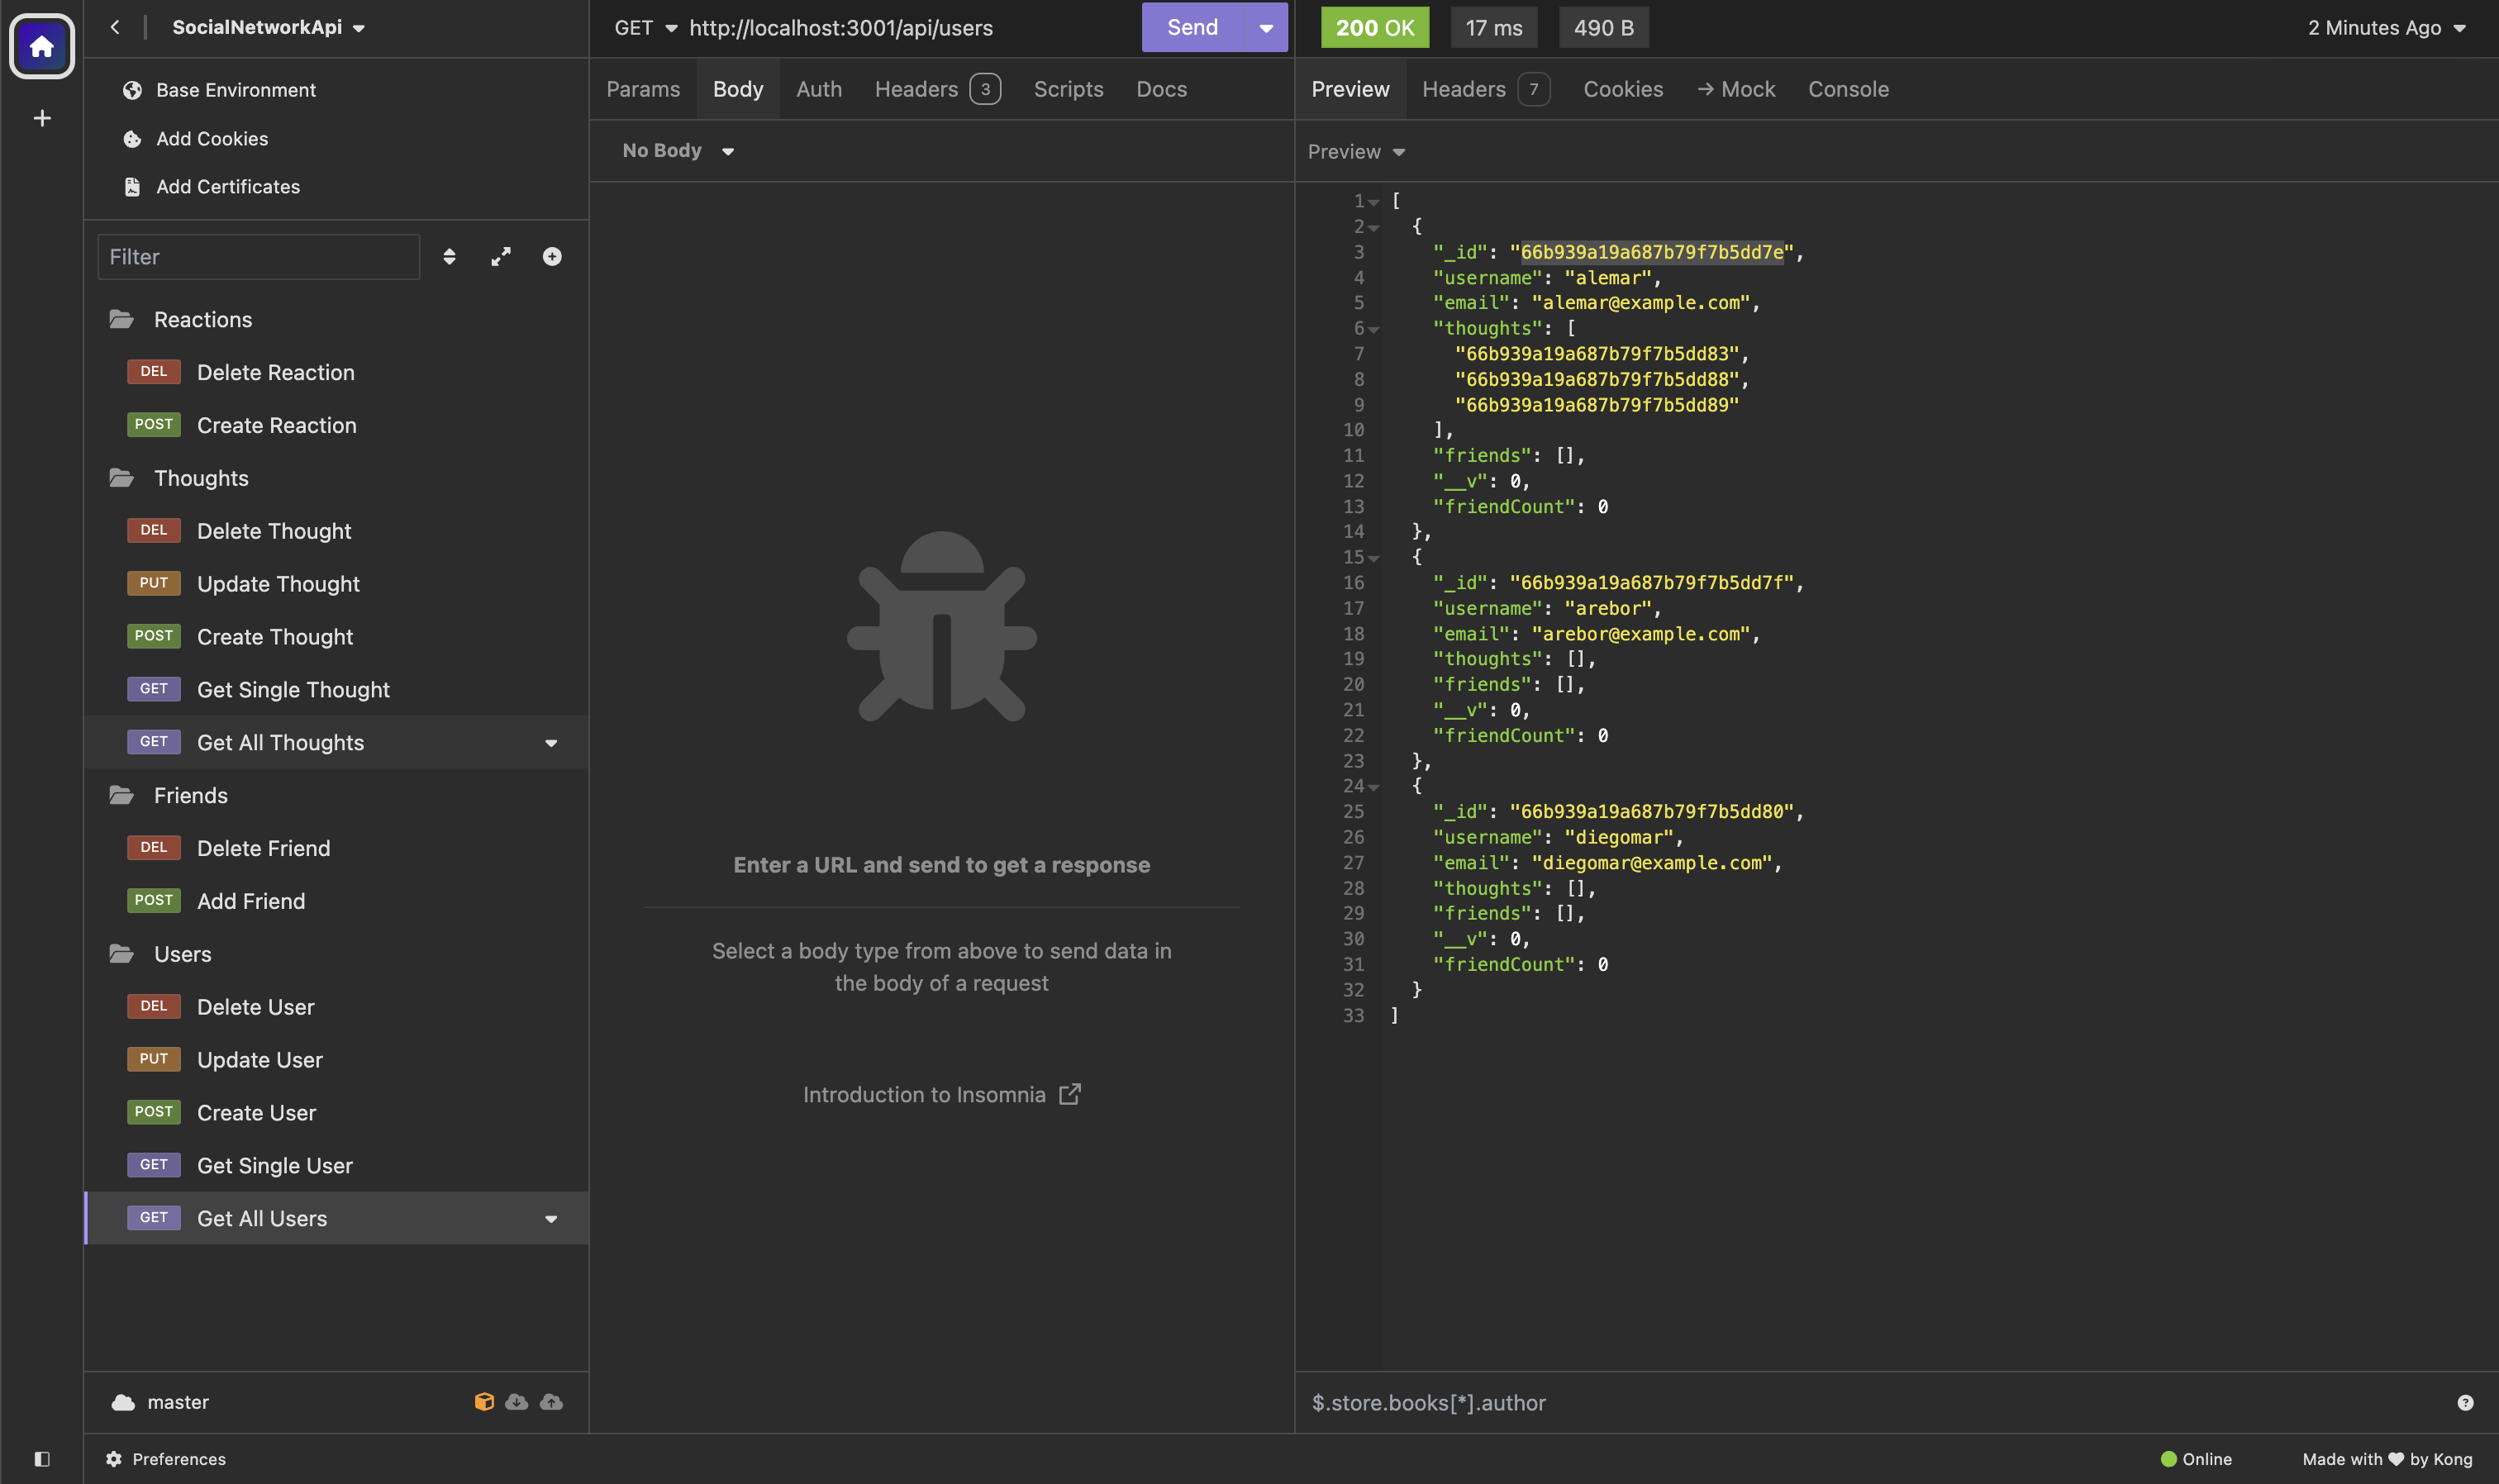 SocialNetworkApi
Base Environment
Add Cookies
Add Certificates
Filter
Reactions
DEL Delete Reaction
POST Create Reaction
Thoughts
DEL Delete Thought
PUT Update Thought
POST Create Thought
GET Get Single Thought
GET Get All Thoughts
Friends
DEL Delete Friend
POST Add Friend
Users
DEL Delete User
PUT Update User
POST Create User
GET Get Single User
GET Get All Users
master
Preferences
GET http://localhost:3001/api/users Send
Params Body Auth Headers 3 Scripts Docs
No Body
Enter a URL and send to get a response
Select a body type from above to send data in
the body of a request
Introduction to Insomnia
200 OK 17 ms 490 B 2 Minutes Ago
Preview Headers 7 Cookies → Mock Console
Preview
1 [
2 {
3 "_id": "66b939a19a687b79f7b5dd7e",
4 "username": "alemar",
5 "email": "alemar@example.com",
6 "thoughts": [
7 "66b939a19a687b79f7b5dd83",
8 "66b939a19a687b79f7b5dd88",
9 "66b939a19a687b79f7b5dd89"
10 ],
11 "friends": [],
12 "__v": 0,
13 "friendCount": 0
14 },
15 {
16 "_id": "66b939a19a687b79f7b5dd7f",
17 "username": "arebor",
18 "email": "arebor@example.com",
19 "thoughts": [],
20 "friends": [],
21 "__v": 0,
22 "friendCount": 0
23 },
24 {
25 "_id": "66b939a19a687b79f7b5dd80",
26 "username": "diegomar",
27 "email": "diegomar@example.com",
28 "thoughts": [],
29 "friends": [],
30 "__v": 0,
31 "friendCount": 0
32 }
33 ]
$.store.books[*].author
Online
Made with ♥ by Kong